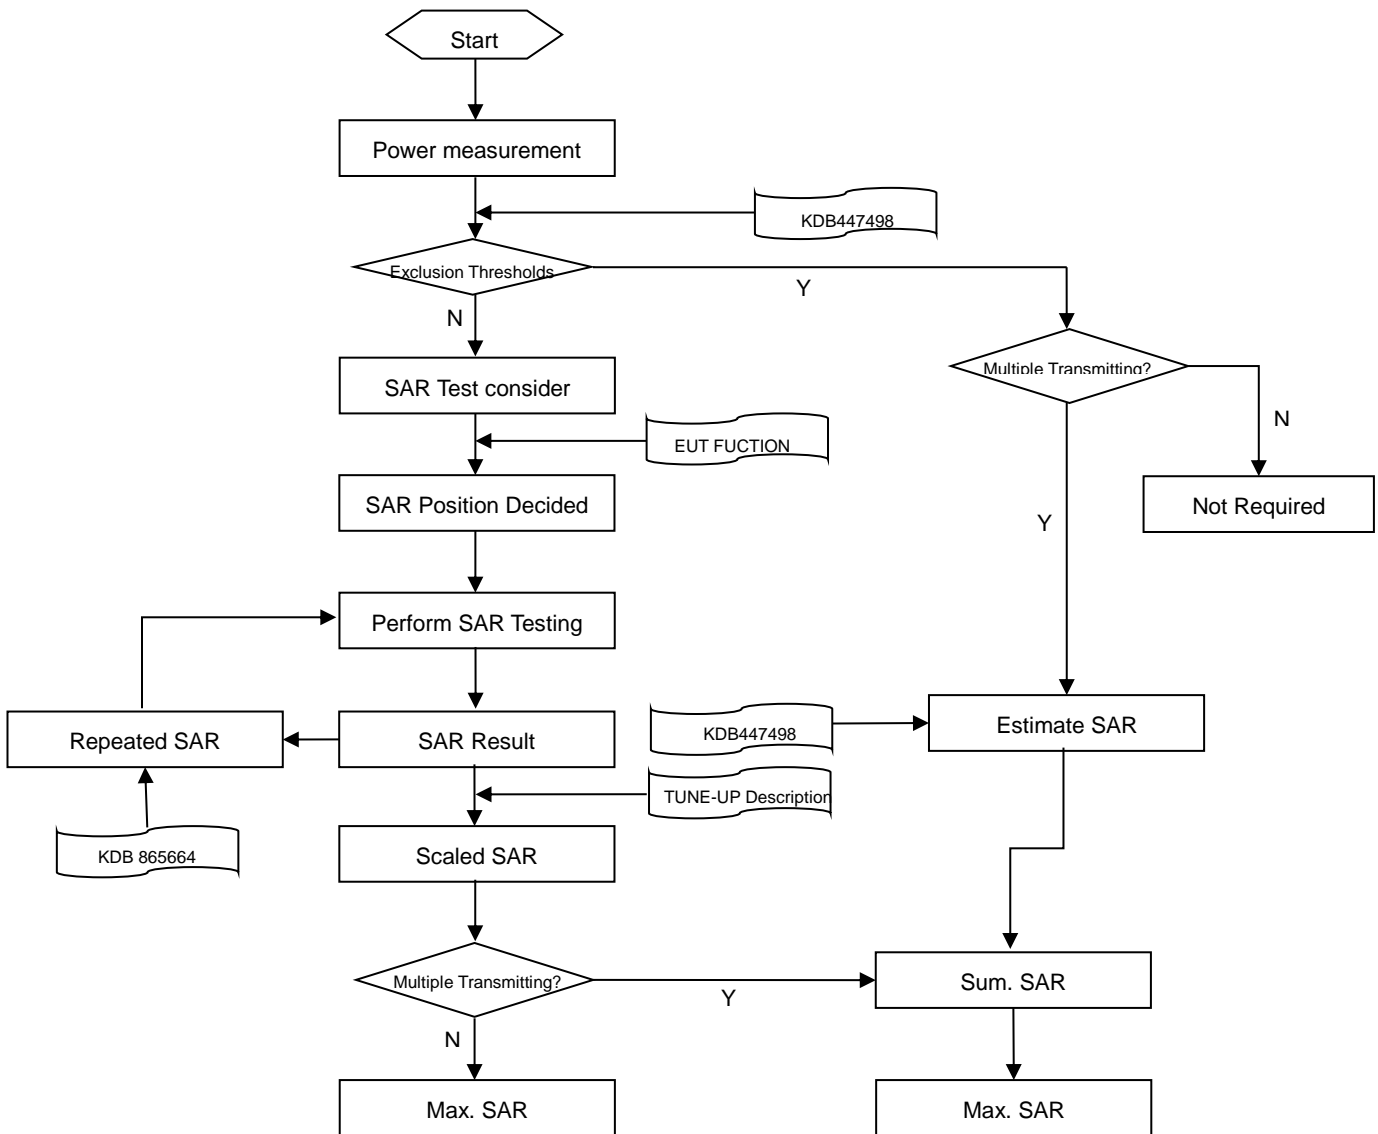 Start
Power measurement
KDB447498
Exclusion Thresholds
Y
N
Multiple Transmitting?
SAR Test consider
N
EUT FUCTION
SAR Position Decided
Not Required
Y
Perform SAR Testing
Repeated SAR
SAR Result
KDB447498
Estimate SAR
TUNE-UP Description
KDB 865664
Scaled SAR
Multiple Transmitting?
Y
Sum. SAR
N
Max. SAR
Max. SAR